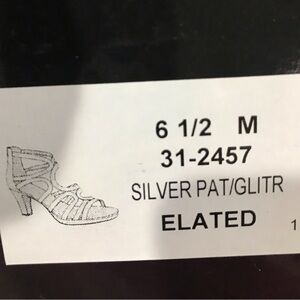 6 1/2 M
31-2457
SILVER PAT/GLITR
ELATED
1